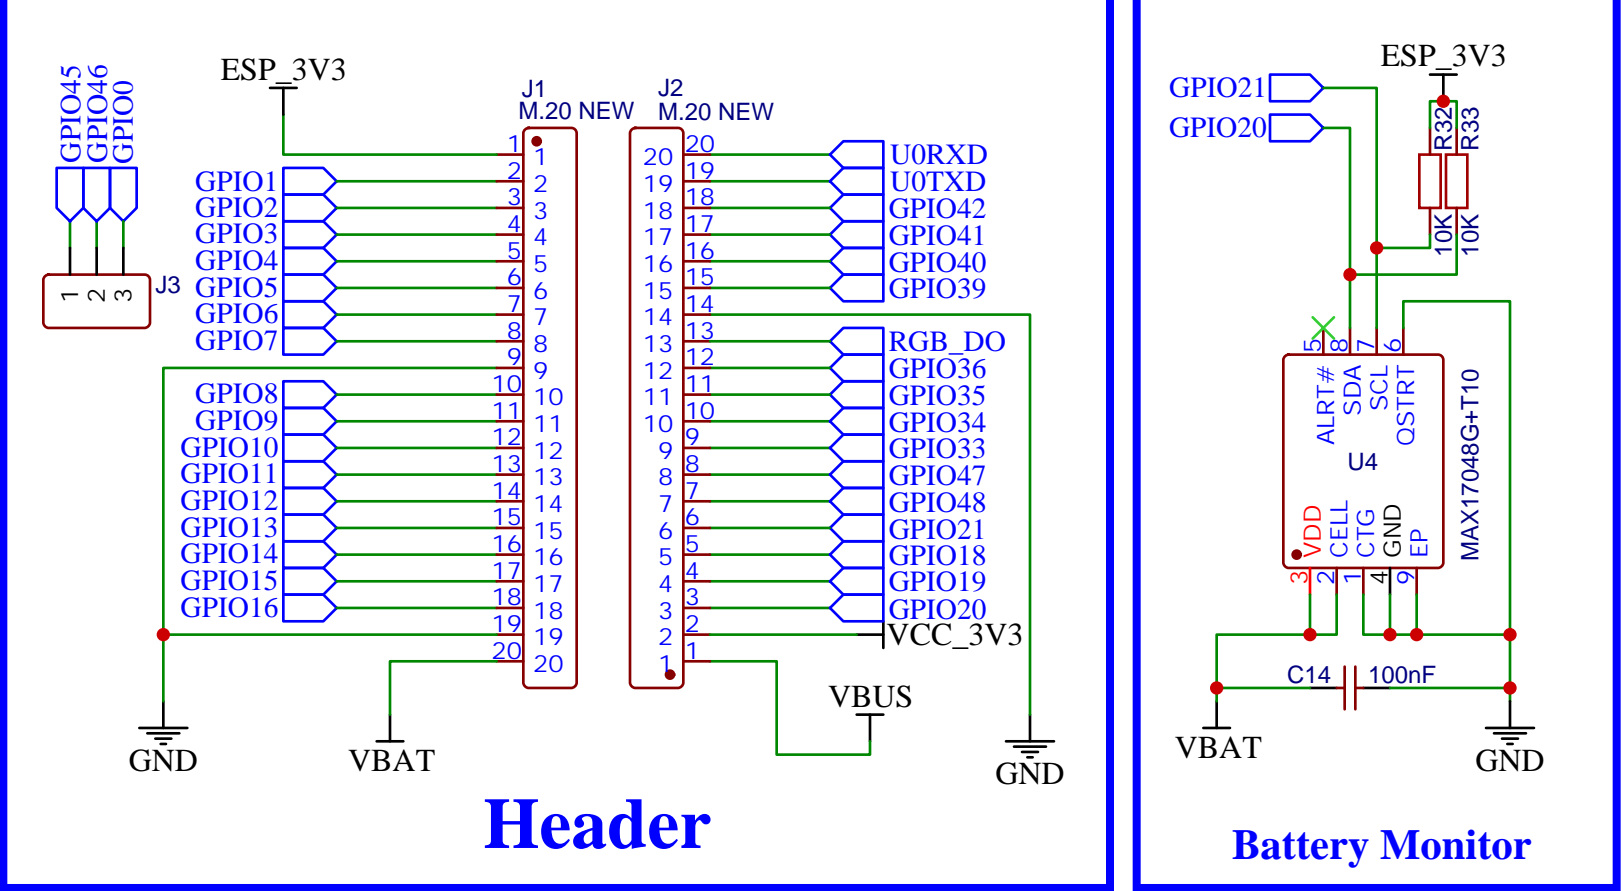 GPIO45
GPIO46
GPIO0
1
2
3
J3
ESP_3V3
J1
M.20 NEW
1 1
GPIO1 2 2
GPIO2 3 3
GPIO3 4 4
GPIO4 5 5
GPIO5 6 6
GPIO6 7 7
GPIO7 8 8
9 9
GPIO8 10 10
GPIO9 11 11
GPIO10 12 12
GPIO11 13 13
GPIO12 14 14
GPIO13 15 15
GPIO14 16 16
GPIO15 17 17
GPIO16 18 18
19 19
20 20
GND
VBAT
J2
M.20 NEW
20 20 U0RXD
19 19 U0TXD
18 18 GPIO42
17 17 GPIO41
16 16 GPIO40
15 15 GPIO39
14 14
13 13 RGB_DO
12 12 GPIO36
11 11 GPIO35
10 10 GPIO34
9 9 GPIO33
8 8 GPIO47
7 7 GPIO48
6 6 GPIO21
5 5 GPIO18
4 4 GPIO19
3 3 GPIO20
2 2 VCC_3V3
1 1
VBUS
GND
Header
ESP_3V3
GPIO21
GPIO20
R32
R33
10K
10K
5 8 7 6
ALRT#
SDA
SCL
QSTRT
U4
MAX17048G+T10
VDD
CELL
CTG
GND
EP
3 2 1 4 9
C14 100nF
VBAT
GND
Battery Monitor